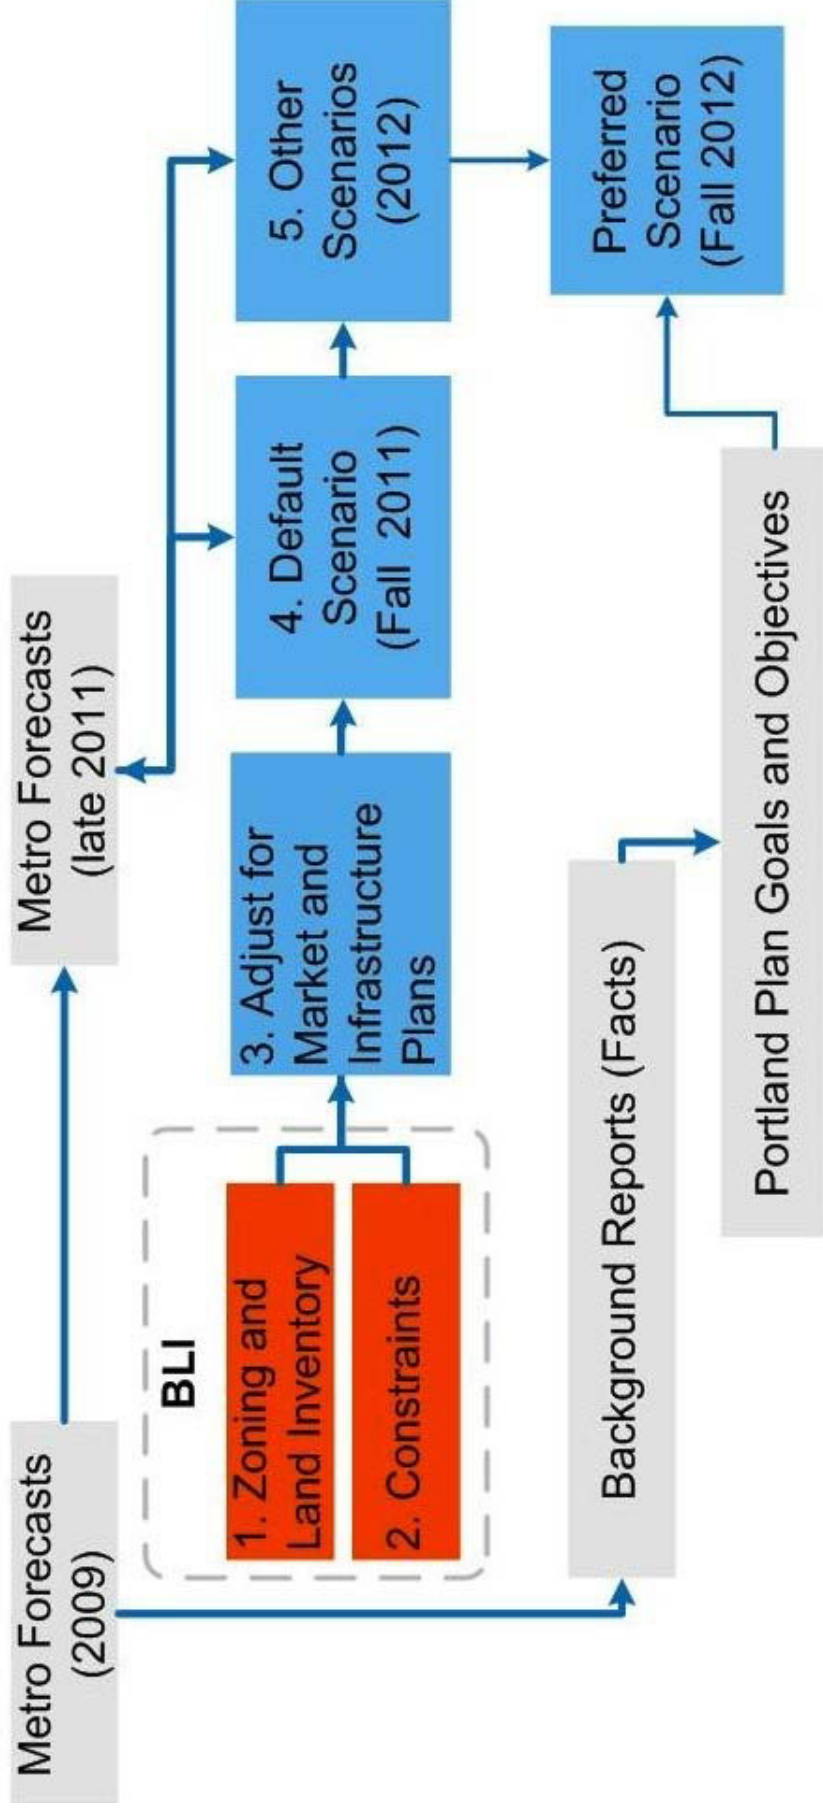 Metro Forecasts
(2009)
Metro Forecasts
(late 2011)
BLI
1. Zoning and
Land Inventory
2. Constraints
3. Adjust for
Market and
Infrastructure
Plans
4. Default
Scenario
(Fall 2011)
5. Other
Scenarios
(2012)
Background Reports (Facts)
Portland Plan Goals and Objectives
Preferred
Scenario
(Fall 2012)